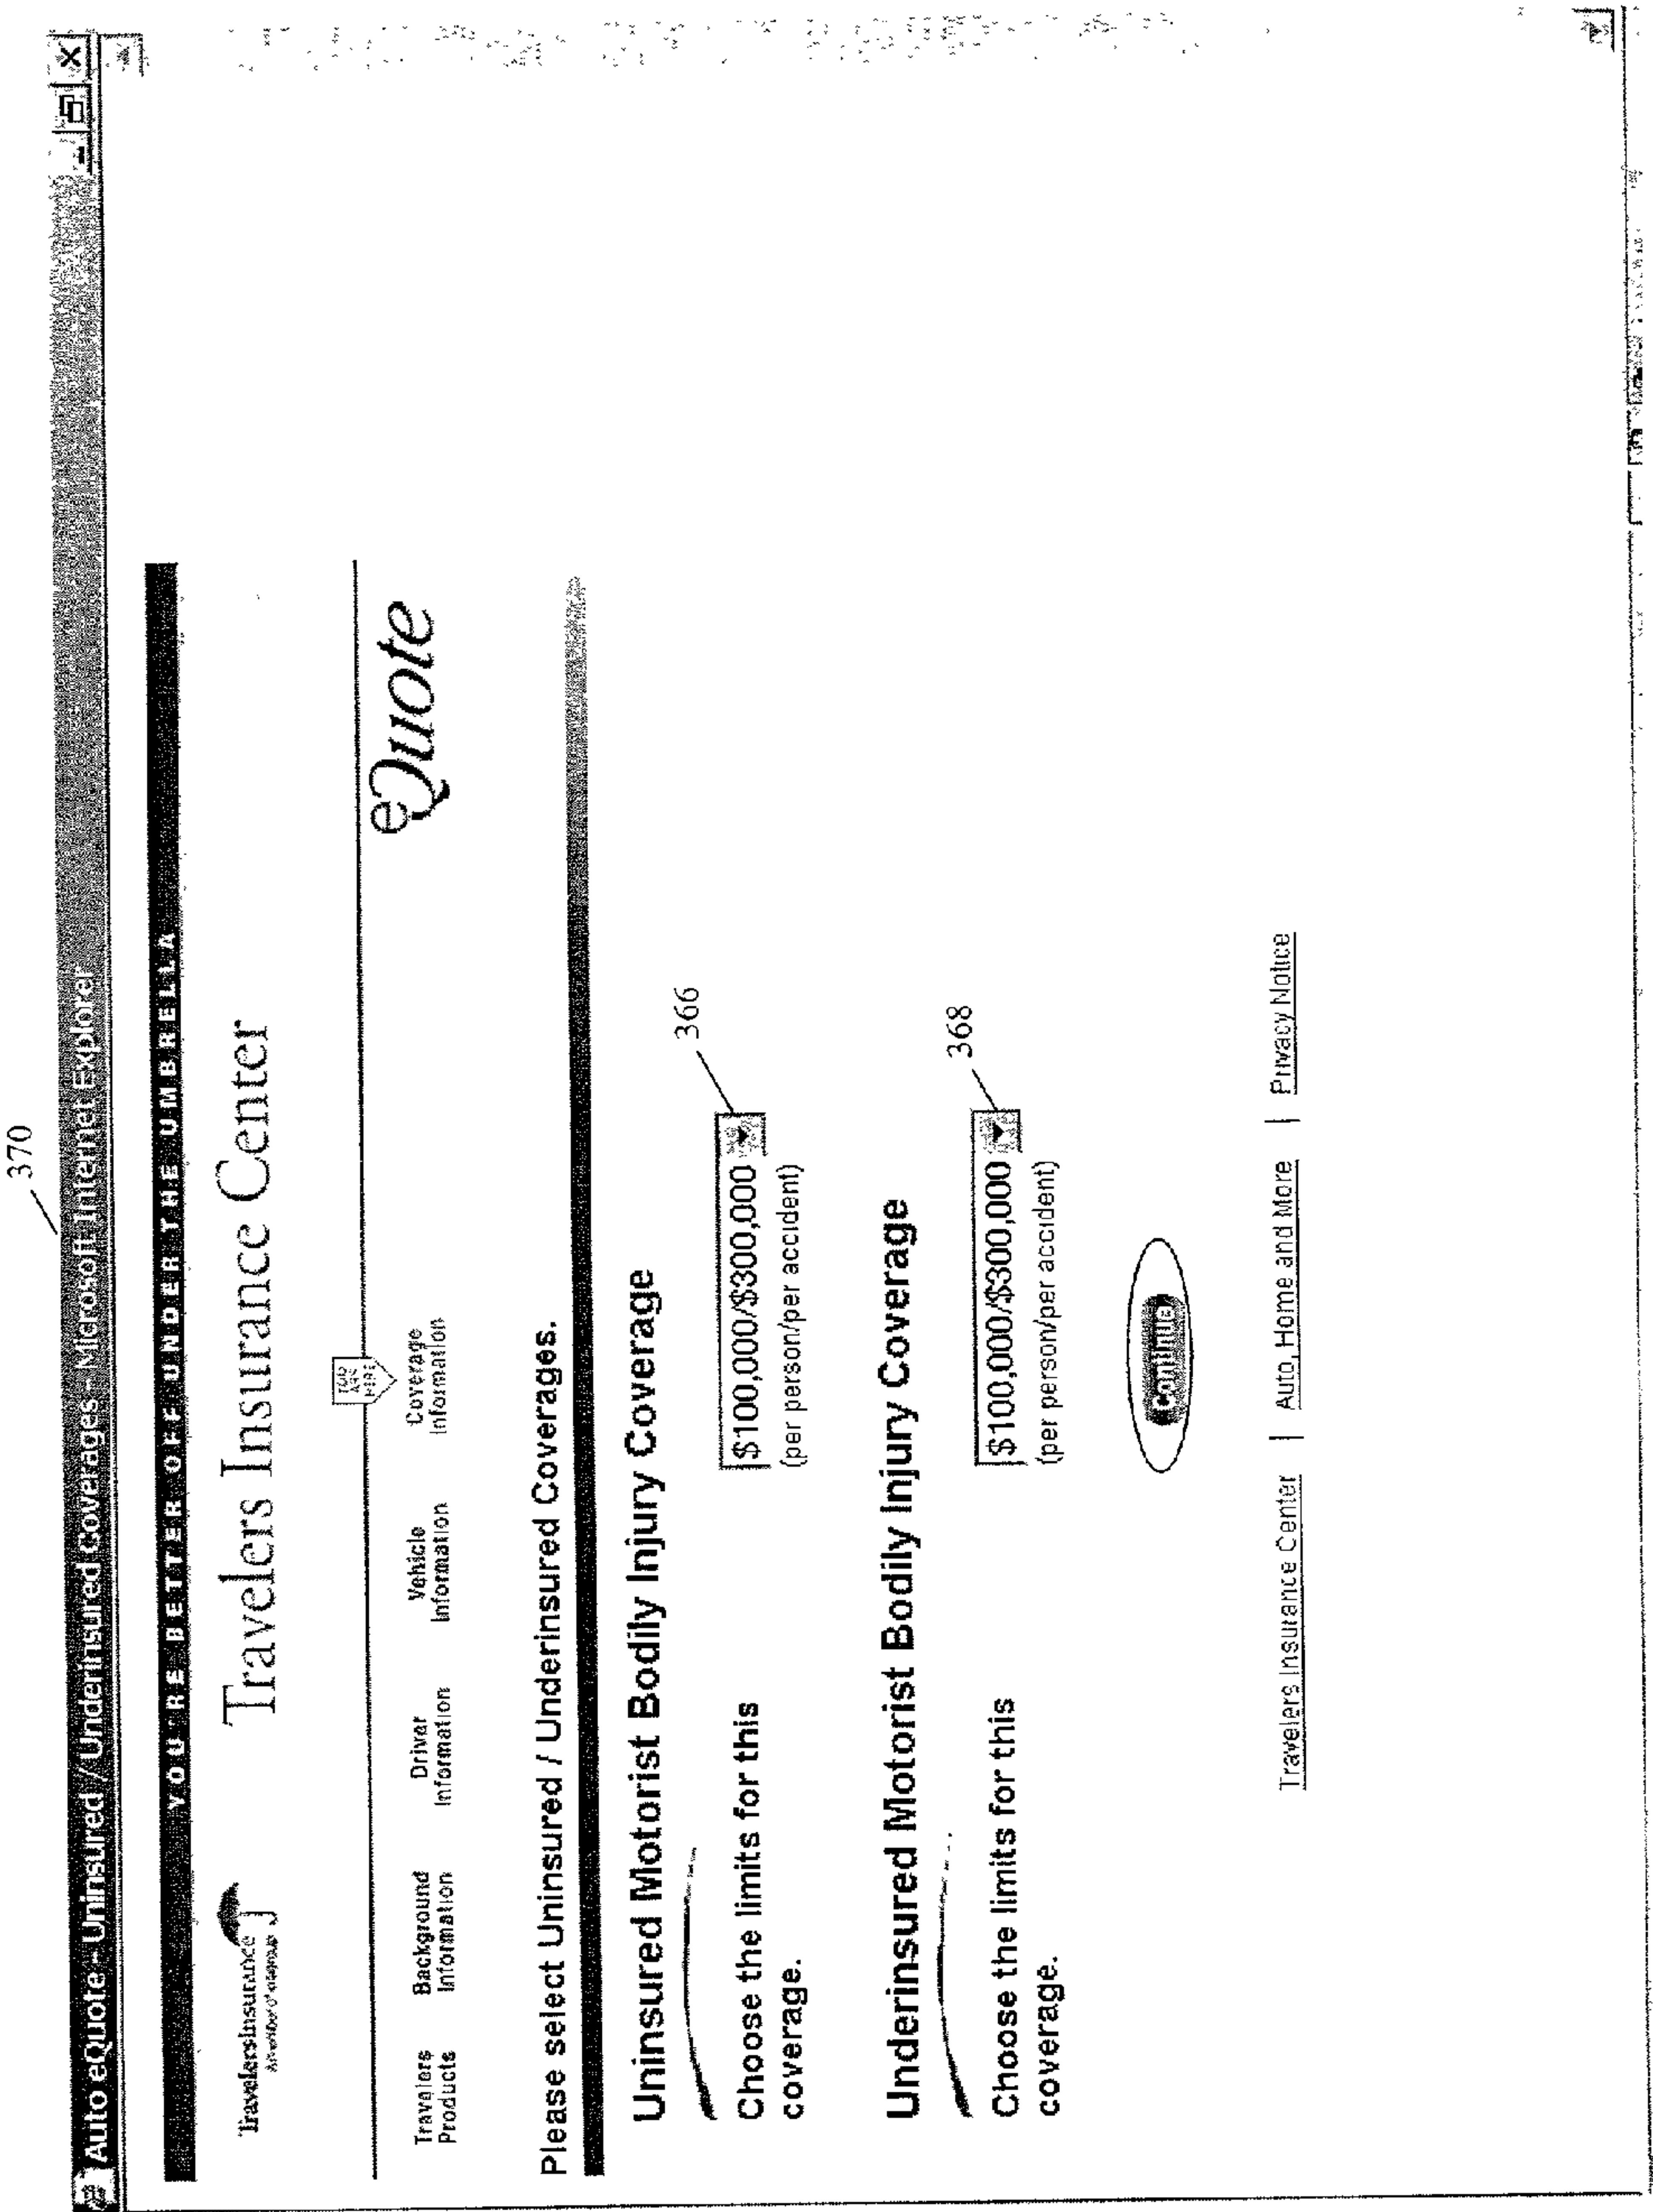 370
Auto eQuote - Uninsured / Underinsured Coverages - Microsoft Internet Explorer
YOU'RE BETTER OFF UNDER THE UMBRELLA
TravelersInsurance
Travelers Insurance Center
YOU
ARE
HERE
Travelers Products
Background Information
Driver Information
Vehicle Information
Coverage Information
eQuote
Please select Uninsured / Underinsured Coverages.
Uninsured Motorist Bodily Injury Coverage
366
Choose the limits for this coverage.
$100,000/$300,000
(per person/per accident)
Underinsured Motorist Bodily Injury Coverage
368
Choose the limits for this coverage.
$100,000/$300,000
(per person/per accident)
Continue
Travelers Insurance Center | Auto, Home and More | Privacy Notice